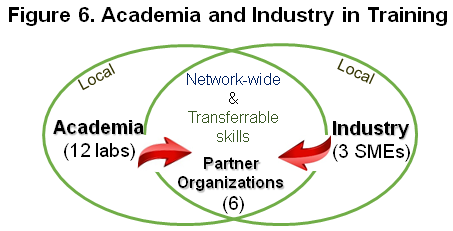 Figure 6. Academia and Industry in Training
Local
Local
Network-wide
&
Transferrable
skills
Academia
(12 labs)
Industry
(3 SMEs)
Partner
Organizations
(6)